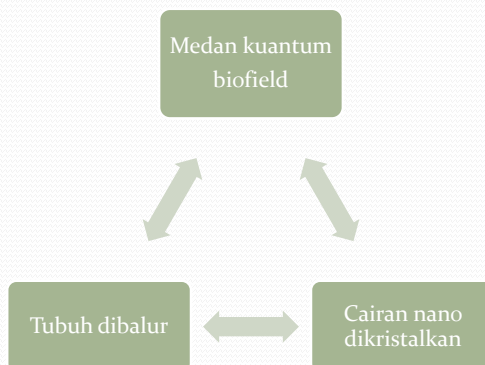 Medan kuantum
biofield
Tubuh dibalur
Cairan nano
dikristalkan